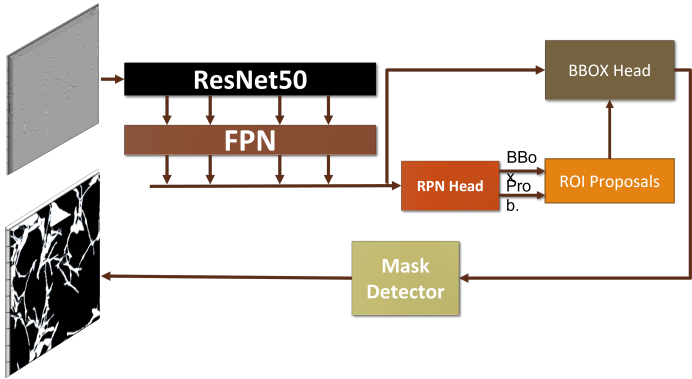 ResNet50
BBOX Head
FPN
BBo
x
RPN Head
Pro
b.
ROI Proposals
Mask
Detector